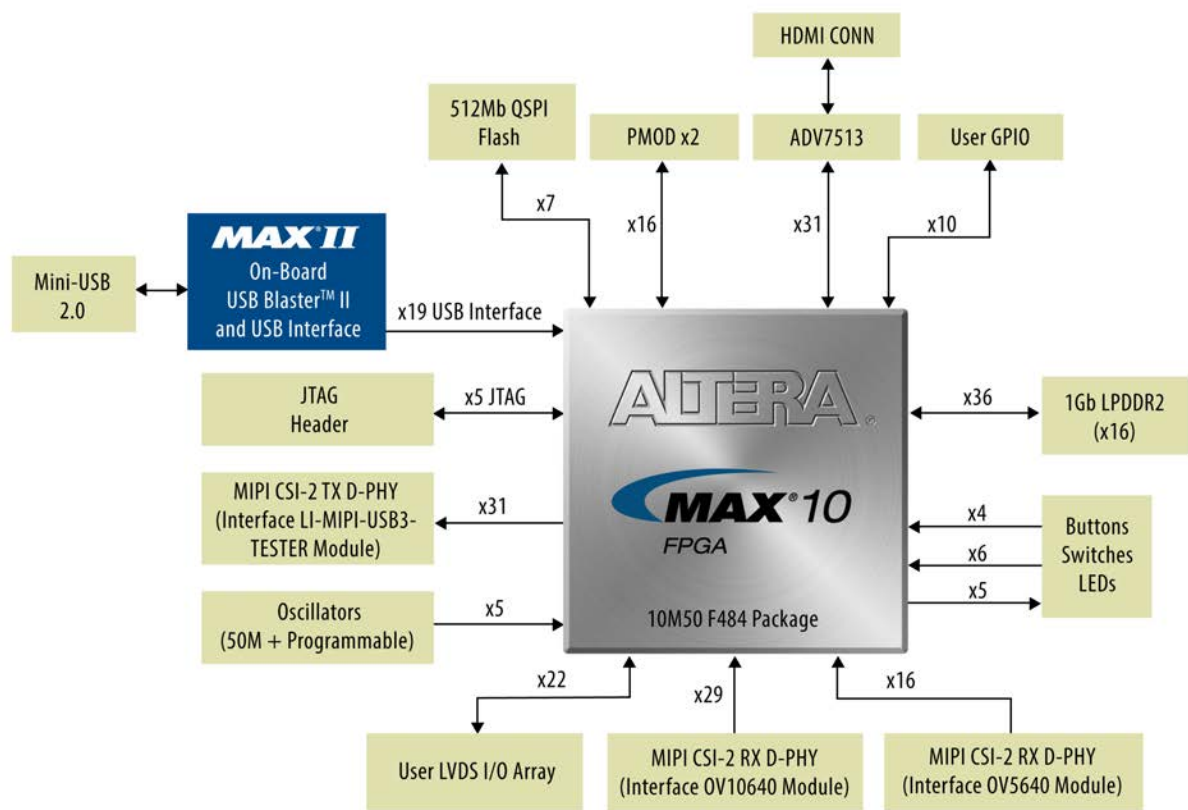 HDMI CONN
512Mb QSPI
Flash
PMOD x2
ADV7513
User GPIO
x7
x16
x31
x10
MAX® II
On-Board
USB Blaster™ II
and USB Interface
Mini-USB
2.0
x19 USB Interface
JTAG
Header
x5 JTAG
ALTERA®
x36
1Gb LPDDR2
(x16)
MIPI CSI-2 TX D-PHY
(Interface LI-MIPI-USB3-
TESTER Module)
x31
MAX® 10
FPGA
x4
x6
x5
Buttons
Switches
LEDs
Oscillators
(50M + Programmable)
x5
10M50 F484 Package
x22
x29
x16
User LVDS I/O Array
MIPI CSI-2 RX D-PHY
(Interface OV10640 Module)
MIPI CSI-2 RX D-PHY
(Interface OV5640 Module)